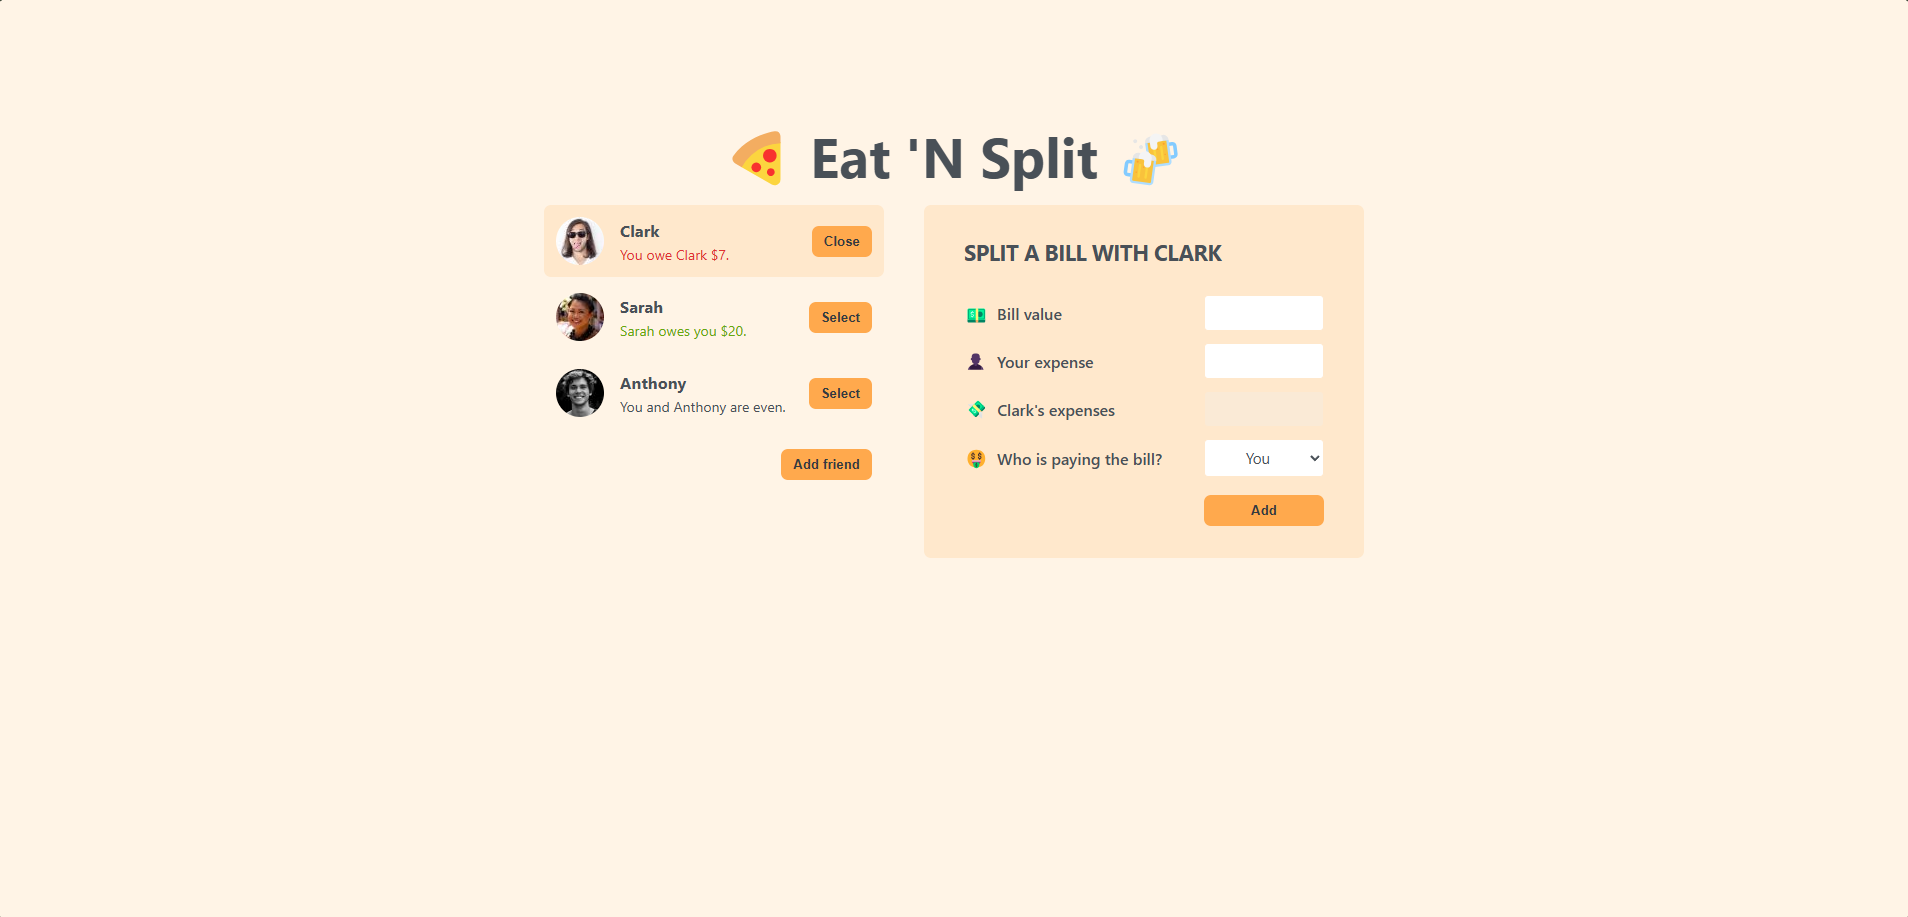 Eat 'N Split
Clark
You owe Clark $7.
Close
Sarah
Sarah owes you $20.
Select
Anthony
You and Anthony are even.
Select
Add friend
SPLIT A BILL WITH CLARK
Bill value
Your expense
Clark's expenses
Who is paying the bill?
You
Add